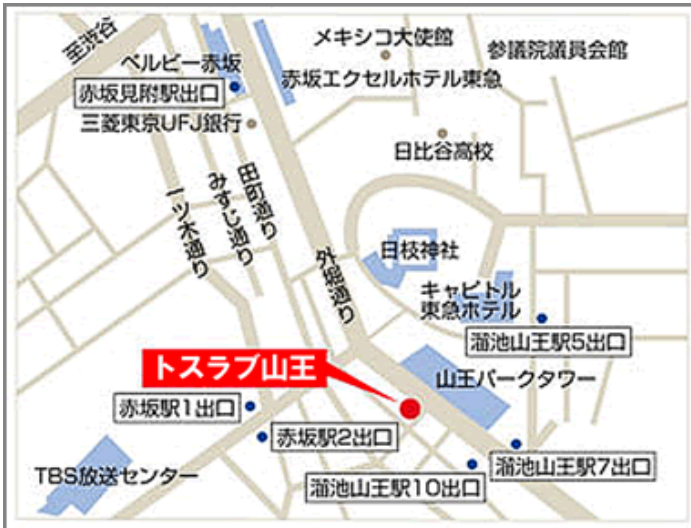 至渋谷
メキシコ大使館
参議院議員会館
ベルビー赤坂
赤坂エクセルホテル東急
赤坂見附駅出口
三菱東京UFJ銀行
日比谷高校
田町通り
みすじ通り
一ツ木通り
外堀通り
日枝神社
キャピトル
東急ホテル
溜池山王駅5出口
トスラブ山王
山王パークタワー
赤坂駅1出口
赤坂駅2出口
TBS放送センター
溜池山王駅7出口
溜池山王駅10出口